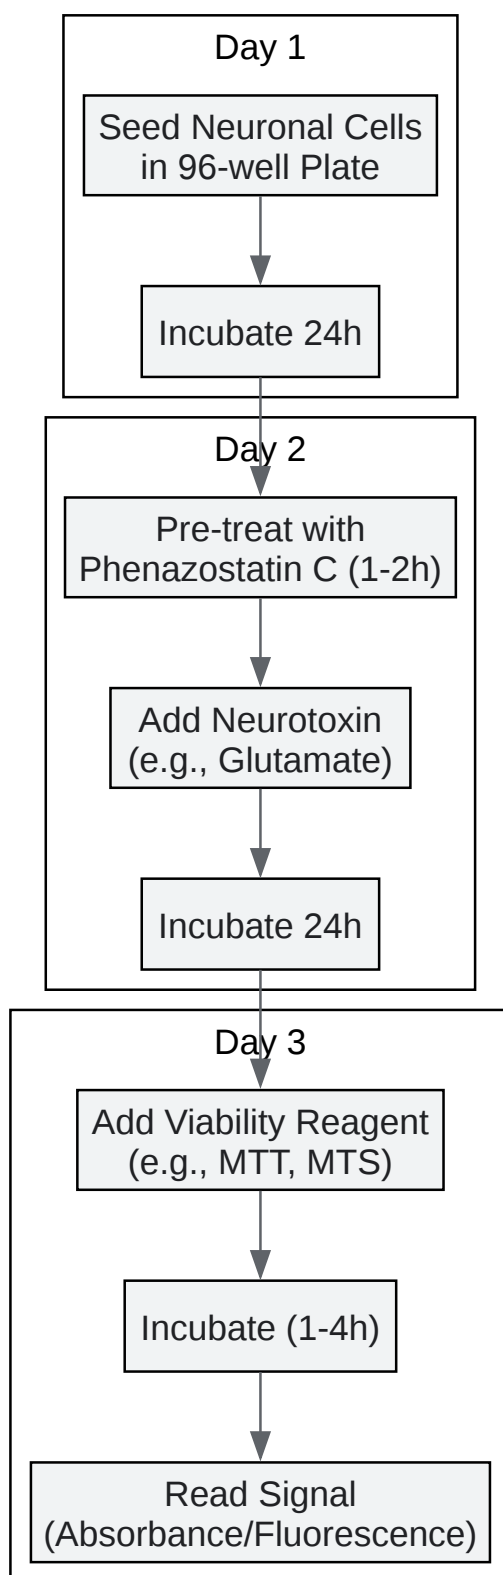 Day 1
Seed Neuronal Cells
in 96-well Plate
Incubate 24h
Day 2
Pre-treat with
Phenazostatin C (1-2h)
Add Neurotoxin
(e.g., Glutamate)
Incubate 24h
Day 3
Add Viability Reagent
(e.g., MTT, MTS)
Incubate (1-4h)
Read Signal
(Absorbance/Fluorescence)